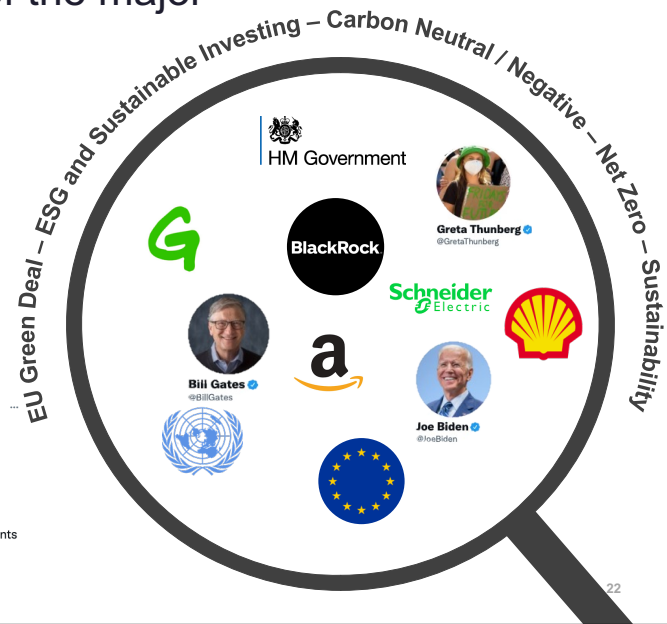 or the major
EU Green Deal – ESG and Sustainable Investing – Carbon Neutral / Negative – Net Zero – Sustainability
HM Government
Greta Thunberg
@GretaThunberg
G
BlackRock
Schneider
Electric
a
Bill Gates
@BillGates
Joe Biden
@JoeBiden
...
nts
22